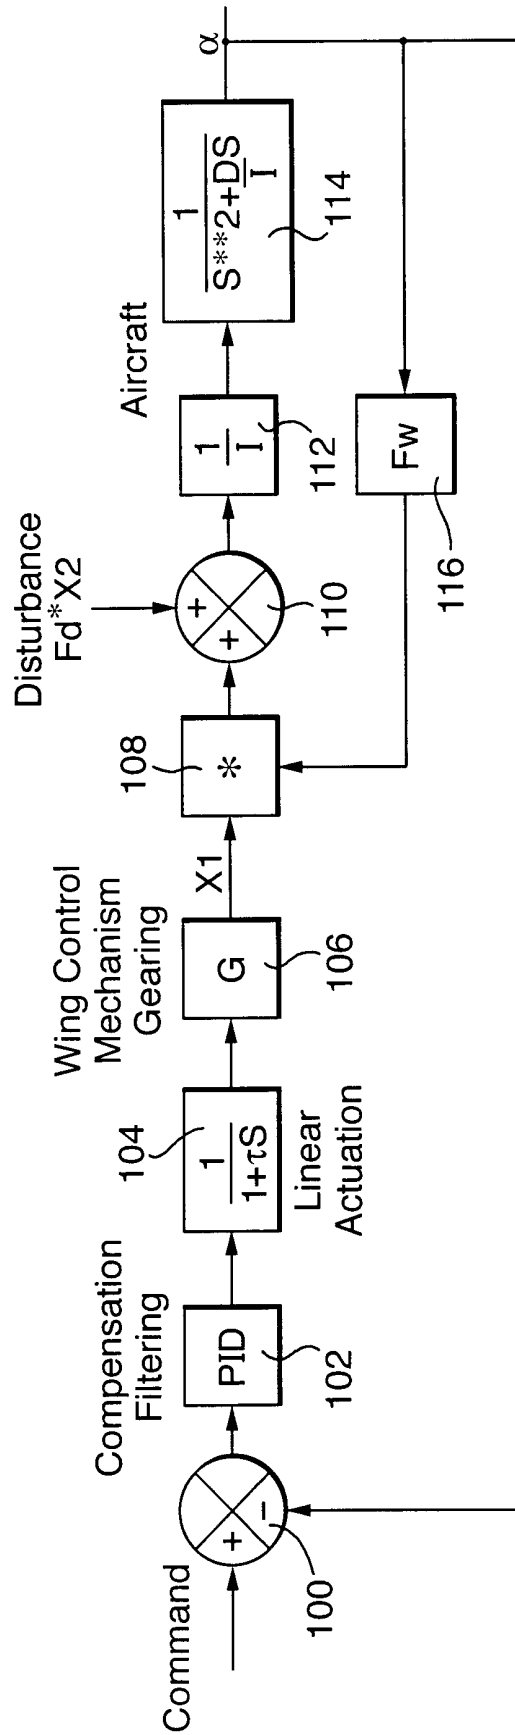 Command
+
−
100
Compensation
Filtering
PID
102
104
1
1+τS
Linear
Actuation
Wing Control
Mechanism
Gearing
G
106
X1
108
*
Disturbance
Fd*X2
+
+
110
1
I
112
Aircraft
1
S**2+DS
I
114
α
Fw
116